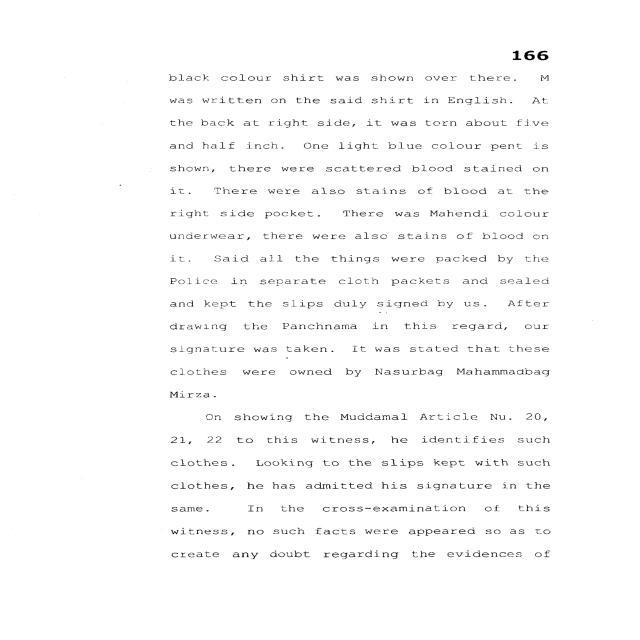 166
black colour shirt was shown over there. M
was written on the said shirt in English. At
the back at right side, it was torn about five
and half inch. One light blue colour pent is
shown, there were scattered blood stained on
it. There were also stains of blood at the
right side pocket. There was Mahendi colour
underwear, there were also stains of blood on
it. Said all the things were packed by the
Police in separate cloth packets and sealed
and kept the slips duly signed by us. After
drawing the Panchnama in this regard, our
signature was taken. It was stated that these
clothes were owned by Nasurbag Mahammadbag
Mirza.
On showing the Muddamal Article Nu. 20,
21, 22 to this witness, he identifies such
clothes. Looking to the slips kept with such
clothes, he has admitted his signature in the
same. In the cross-examination of this
witness, no such facts were appeared so as to
create any doubt regarding the evidences of